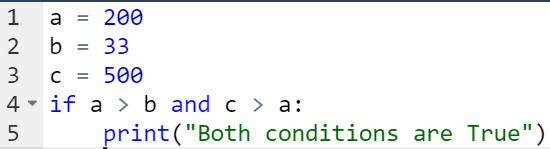 1 a = 200
2 b = 33
3 c = 500
4 if a > b and c > a:
5     print("Both conditions are True")